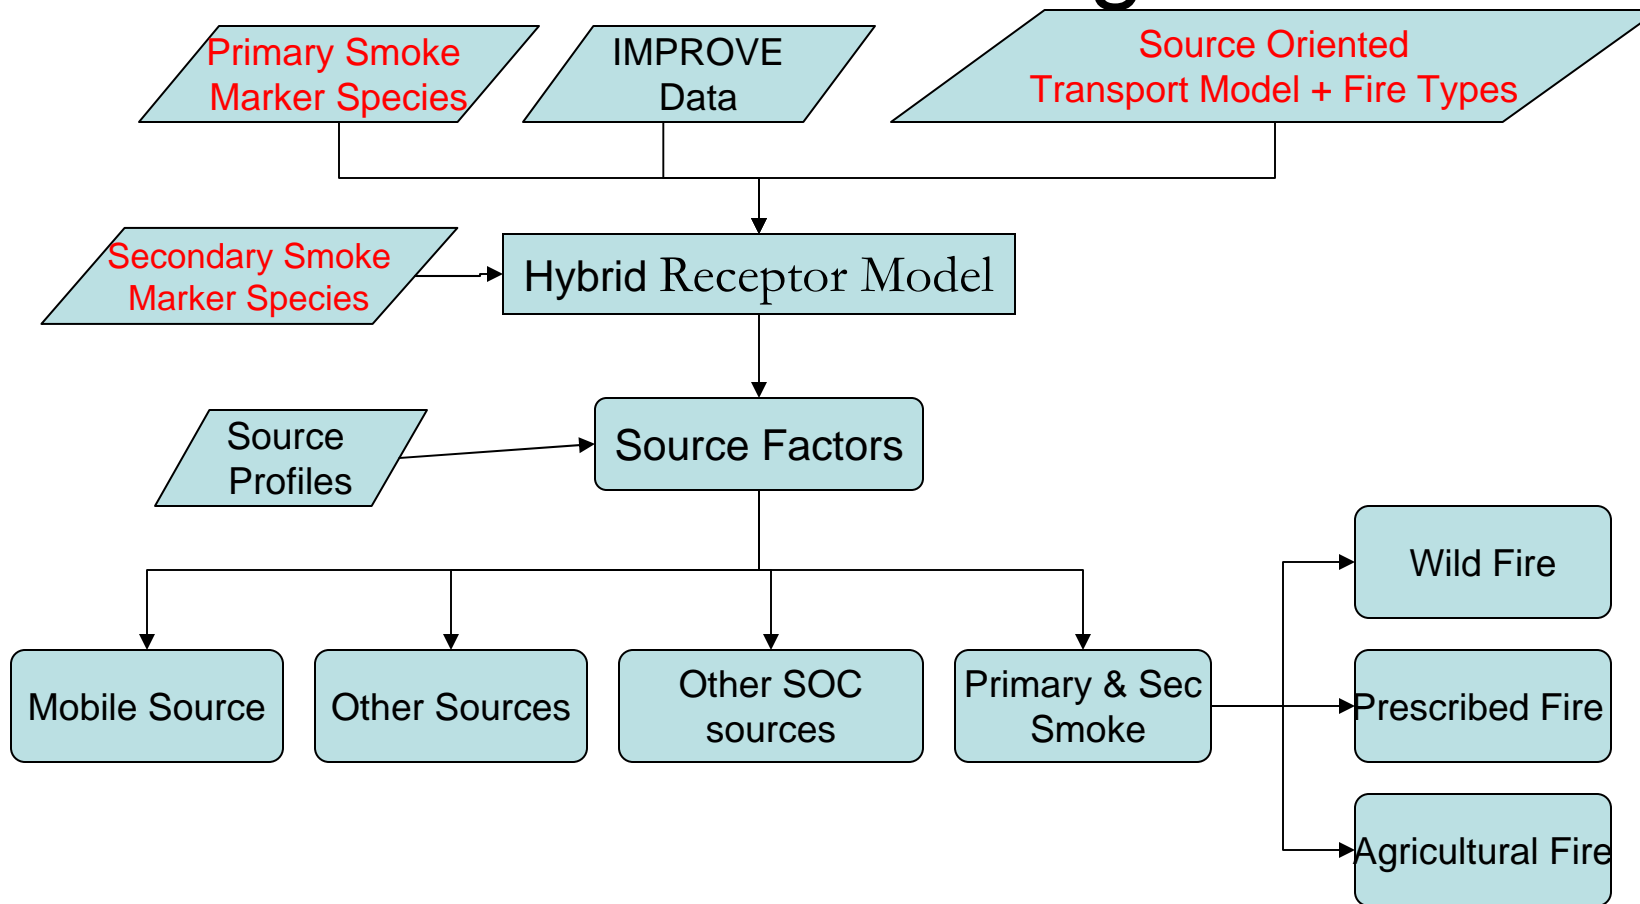 Primary Smoke
Marker Species
IMPROVE
Data
Source Oriented
Transport Model + Fire Types
Secondary Smoke
Marker Species
Hybrid Receptor Model
Source
Profiles
Source Factors
Wild Fire
Mobile Source
Other Sources
Other SOC
sources
Primary & Sec
Smoke
Prescribed Fire
Agricultural Fire